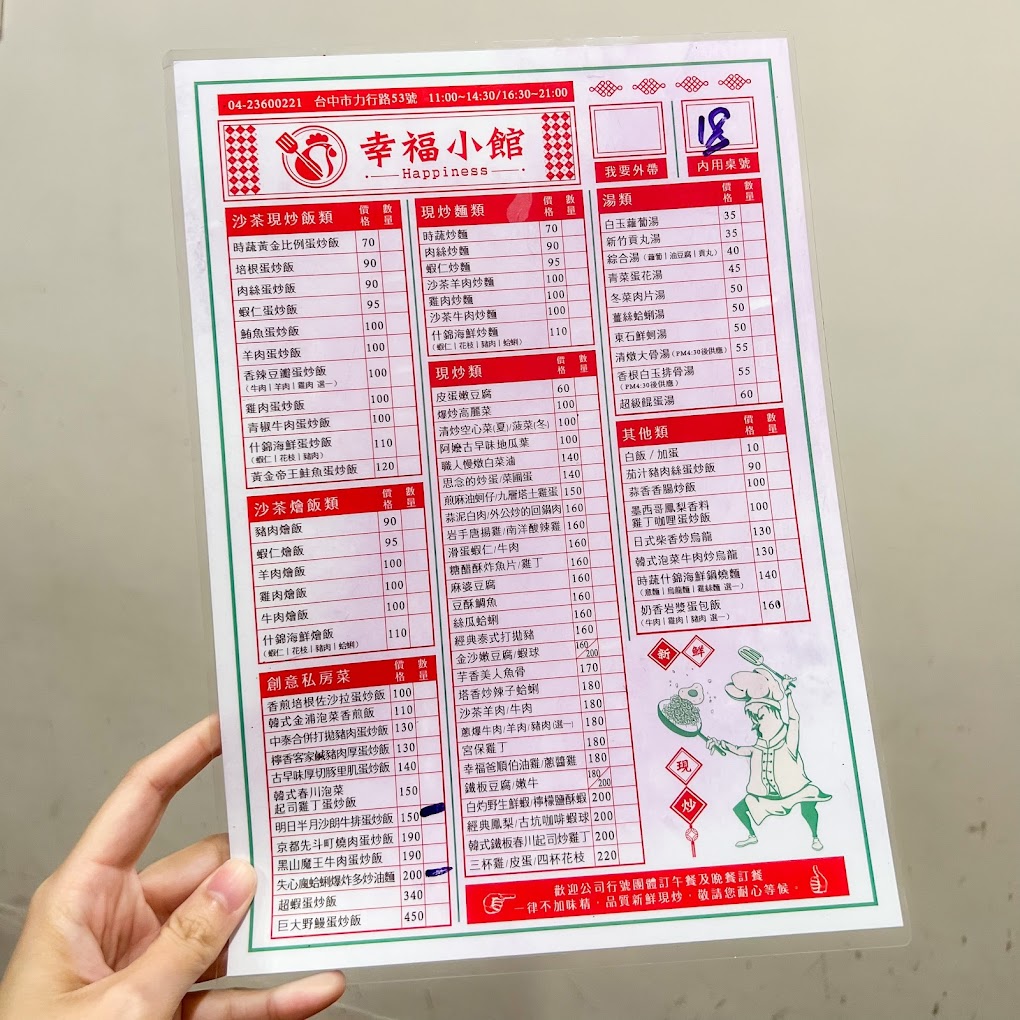 04-23600221 台中市力行路53號 11:00~14:30/16:30~21:00
幸福小館
Happiness
我要外帶
內用桌號
18
沙茶現炒飯類 價格 數量
時蔬黃金比例蛋炒飯 70
培根蛋炒飯 90
肉絲蛋炒飯 90
蝦仁蛋炒飯 95
鮪魚蛋炒飯 100
羊肉蛋炒飯 100
香辣豆瓣蛋炒飯 100
(牛肉|羊肉|雞肉 選一)
雞肉蛋炒飯 100
青椒牛肉蛋炒飯 100
什錦海鮮蛋炒飯 110
(蝦仁|花枝|豬肉)
黃金帝王鮭魚蛋炒飯 120
沙茶燴飯類 價格 數量
豬肉燴飯 90
蝦仁燴飯 95
羊肉燴飯 100
雞肉燴飯 100
牛肉燴飯 100
什錦海鮮燴飯 110
(蝦仁|花枝|豬肉|蛤蜊)
創意私房菜 價格 數量
香煎培根佐沙拉蛋炒飯 100
韓式金浦泡菜香煎飯 110
中泰合併打拋豬肉蛋炒飯 130
檸香客家鹹豬肉厚蛋炒飯 130
古早味厚切豚里肌蛋炒飯 140
韓式春川泡菜
起司雞丁蛋炒飯 150
明日半月沙朗牛排蛋炒飯 150
京都先斗町燒肉蛋炒飯 190
黑山魔王牛肉蛋炒飯 190
失心瘋蛤蜊爆炸多炒油麵 200
超蝦蛋炒飯 340
巨大野鰻蛋炒飯 450
現炒麵類 價格 數量
時蔬炒麵 70
肉絲炒麵 90
蝦仁炒麵 95
沙茶羊肉炒麵 100
雞肉炒麵 100
沙茶牛肉炒麵 100
什錦海鮮炒麵 110
(蝦仁|花枝|豬肉|蛤蜊)
現炒類 價格 數量
皮蛋嫩豆腐 60
爆炒高麗菜 100
清炒空心菜(夏)/菠菜(冬) 100
阿嬤古早味地瓜葉 100
職人慢燉白菜滷 140
思念的炒蛋/菜圃蛋 140
煎麻油蚵仔/九層塔土雞蛋 150
蒜泥白肉/外公炒的回鍋肉 160
岩手唐揚雞/南洋酸辣雞 160
滑蛋蝦仁/牛肉 160
糖醋酥炸魚片/雞丁 160
麻婆豆腐 160
豆酥鯛魚 160
絲瓜蛤蜊 160
經典泰式打拋豬 160
金沙嫩豆腐/蝦球 160/200
芋香美人魚骨 170
塔香炒辣子蛤蜊 180
沙茶羊肉/牛肉 180
蔥爆牛肉/羊肉/豬肉(選一) 180
宮保雞丁 180
幸福爸順伯油雞/蔥鹽雞 180
鐵板豆腐/嫩牛 180/200
白灼野生鮮蝦/檸檬鹽酥蝦 200
經典鳳梨/古坑咖啡蝦球 200
韓式鐵板春川起司炒雞丁 200
三杯雞/皮蛋/四杯花枝 220
湯類 價格 數量
白玉蘿蔔湯 35
新竹貢丸湯 35
綜合湯(蘿蔔|油豆腐|貢丸) 40
青菜蛋花湯 45
冬菜肉片湯 50
薑絲蛤蜊湯 50
東石鮮蚵湯 50
清燉大骨湯(PM4:30後供應) 55
香根白玉排骨湯 55
(PM4:30後供應)
超級餛蛋湯 60
其他類 價格 數量
白飯/加蛋 10
茄汁豬肉絲蛋炒飯 90
蒜香香腸炒飯 100
墨西哥鳳梨香料
雞丁咖哩蛋炒飯 100
日式柴香炒烏龍 130
韓式泡菜牛肉炒烏龍 130
時蔬什錦海鮮鍋燒麵 140
(意麵|烏龍麵|雞絲麵 選一)
奶香岩漿蛋包飯 160
(牛肉|雞肉|豬肉 選一)
新鮮
現炒
歡迎公司行號團體訂午餐及晚餐訂餐
一律不加味精，品質新鮮現炒，敬請您耐心等候。